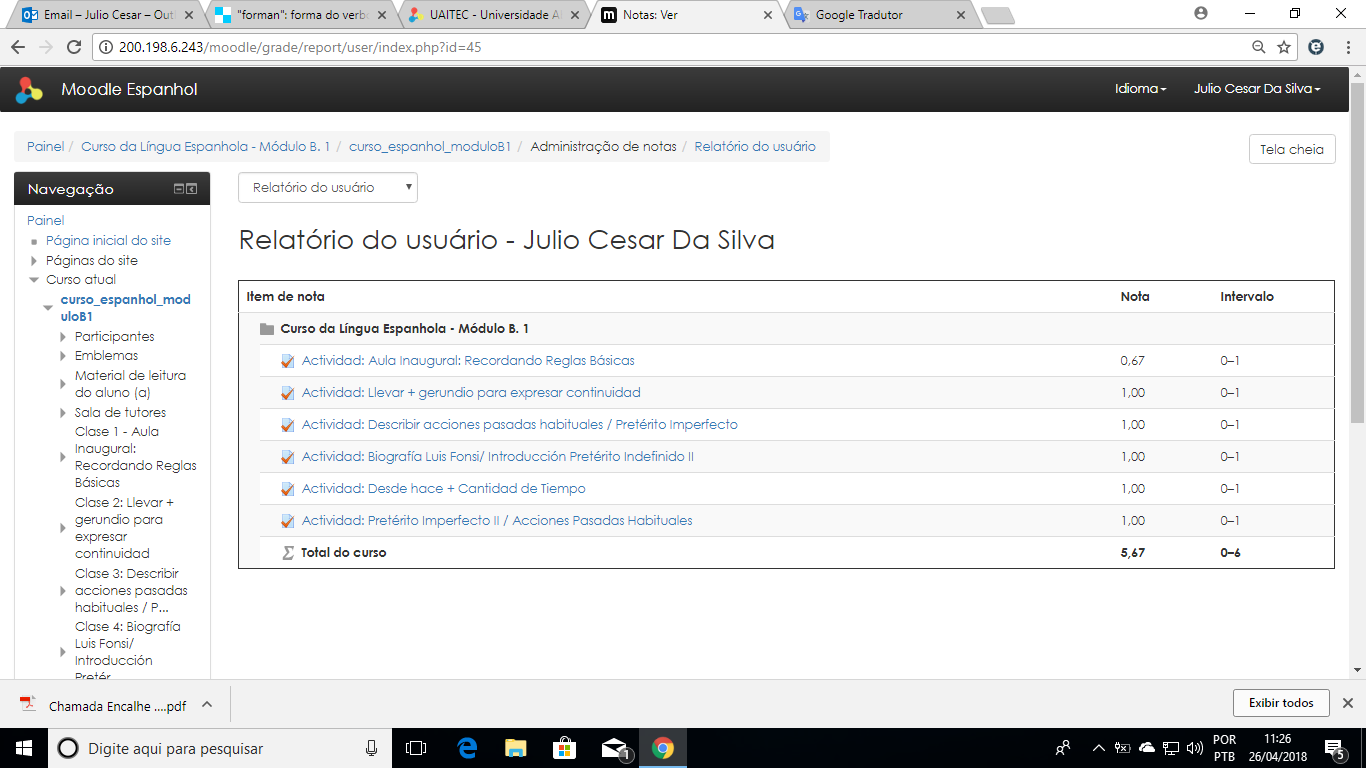 Email – Julio Cesar – Outl
"forman": forma do verbo
UAITEC - Universidade Al
Notas: Ver
Google Tradutor
200.198.6.243/moodle/grade/report/user/index.php?id=45
Moodle Espanhol
Idioma
Julio Cesar Da Silva
Painel / Curso da Língua Espanhola - Módulo B. 1 / curso_espanhol_moduloB1 / Administração de notas / Relatório do usuário
Tela cheia
Navegação
Painel
Página inicial do site
Páginas do site
Curso atual
curso_espanhol_mod
uloB1
Participantes
Emblemas
Material de leitura
do aluno (a)
Sala de tutores
Clase 1 - Aula
Inaugural:
Recordando Reglas
Básicas
Clase 2: Llevar +
gerundio para
expresar
continuidad
Clase 3: Describir
acciones pasadas
habituales / P...
Clase 4: Biografía
Luis Fonsi/
Introducción
Pretér
Relatório do usuário
Relatório do usuário - Julio Cesar Da Silva
Item de nota Nota Intervalo
Curso da Língua Espanhola - Módulo B. 1
Actividad: Aula Inaugural: Recordando Reglas Básicas 0,67 0–1
Actividad: Llevar + gerundio para expresar continuidad 1,00 0–1
Actividad: Describir acciones pasadas habituales / Pretérito Imperfecto 1,00 0–1
Actividad: Biografía Luis Fonsi/ Introducción Pretérito Indefinido II 1,00 0–1
Actividad: Desde hace + Cantidad de Tiempo 1,00 0–1
Actividad: Pretérito Imperfecto II / Acciones Pasadas Habituales 1,00 0–1
Σ Total do curso 5,67 0–6
Chamada Encalhe ....pdf
Exibir todos
Digite aqui para pesquisar
1
POR
PTB
11:26
26/04/2018
5